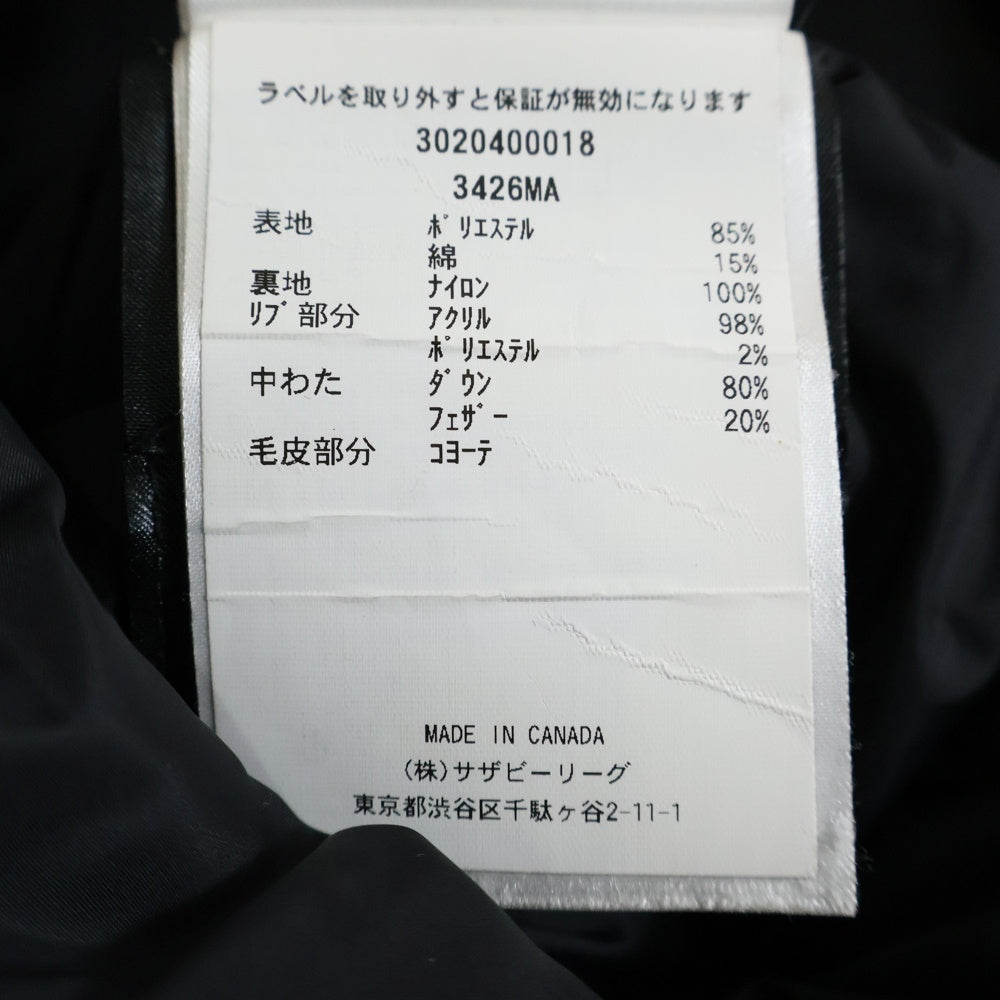 ラベルを取り外すと保証が無効になります
3020400018
3426MA
表地 ﾎﾟﾘｴｽﾃﾙ 85%
綿 15%
裏地 ﾅｲﾛﾝ 100%
ﾘﾌﾞ部分 ｱｸﾘﾙ 98%
ﾎﾟﾘｴｽﾃﾙ 2%
中わた ﾀﾞｳﾝ 80%
ﾌｪｻﾞｰ 20%
毛皮部分 ｺﾖｰﾃ
MADE IN CANADA
(株)サザビーリーグ
東京都渋谷区千駄ヶ谷2-11-1